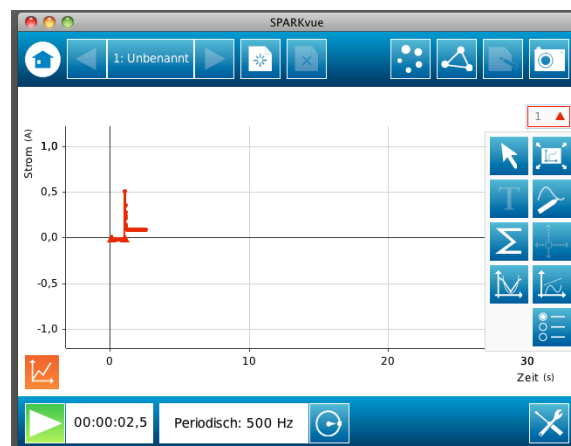 SPARKvue
1: Unbenannt
1
Strom (A)
1,0
0,5
0,0
-0,5
-1,0
T
Σ
0
10
20
30
Zeit (s)
00:00:02,5
Periodisch: 500 Hz